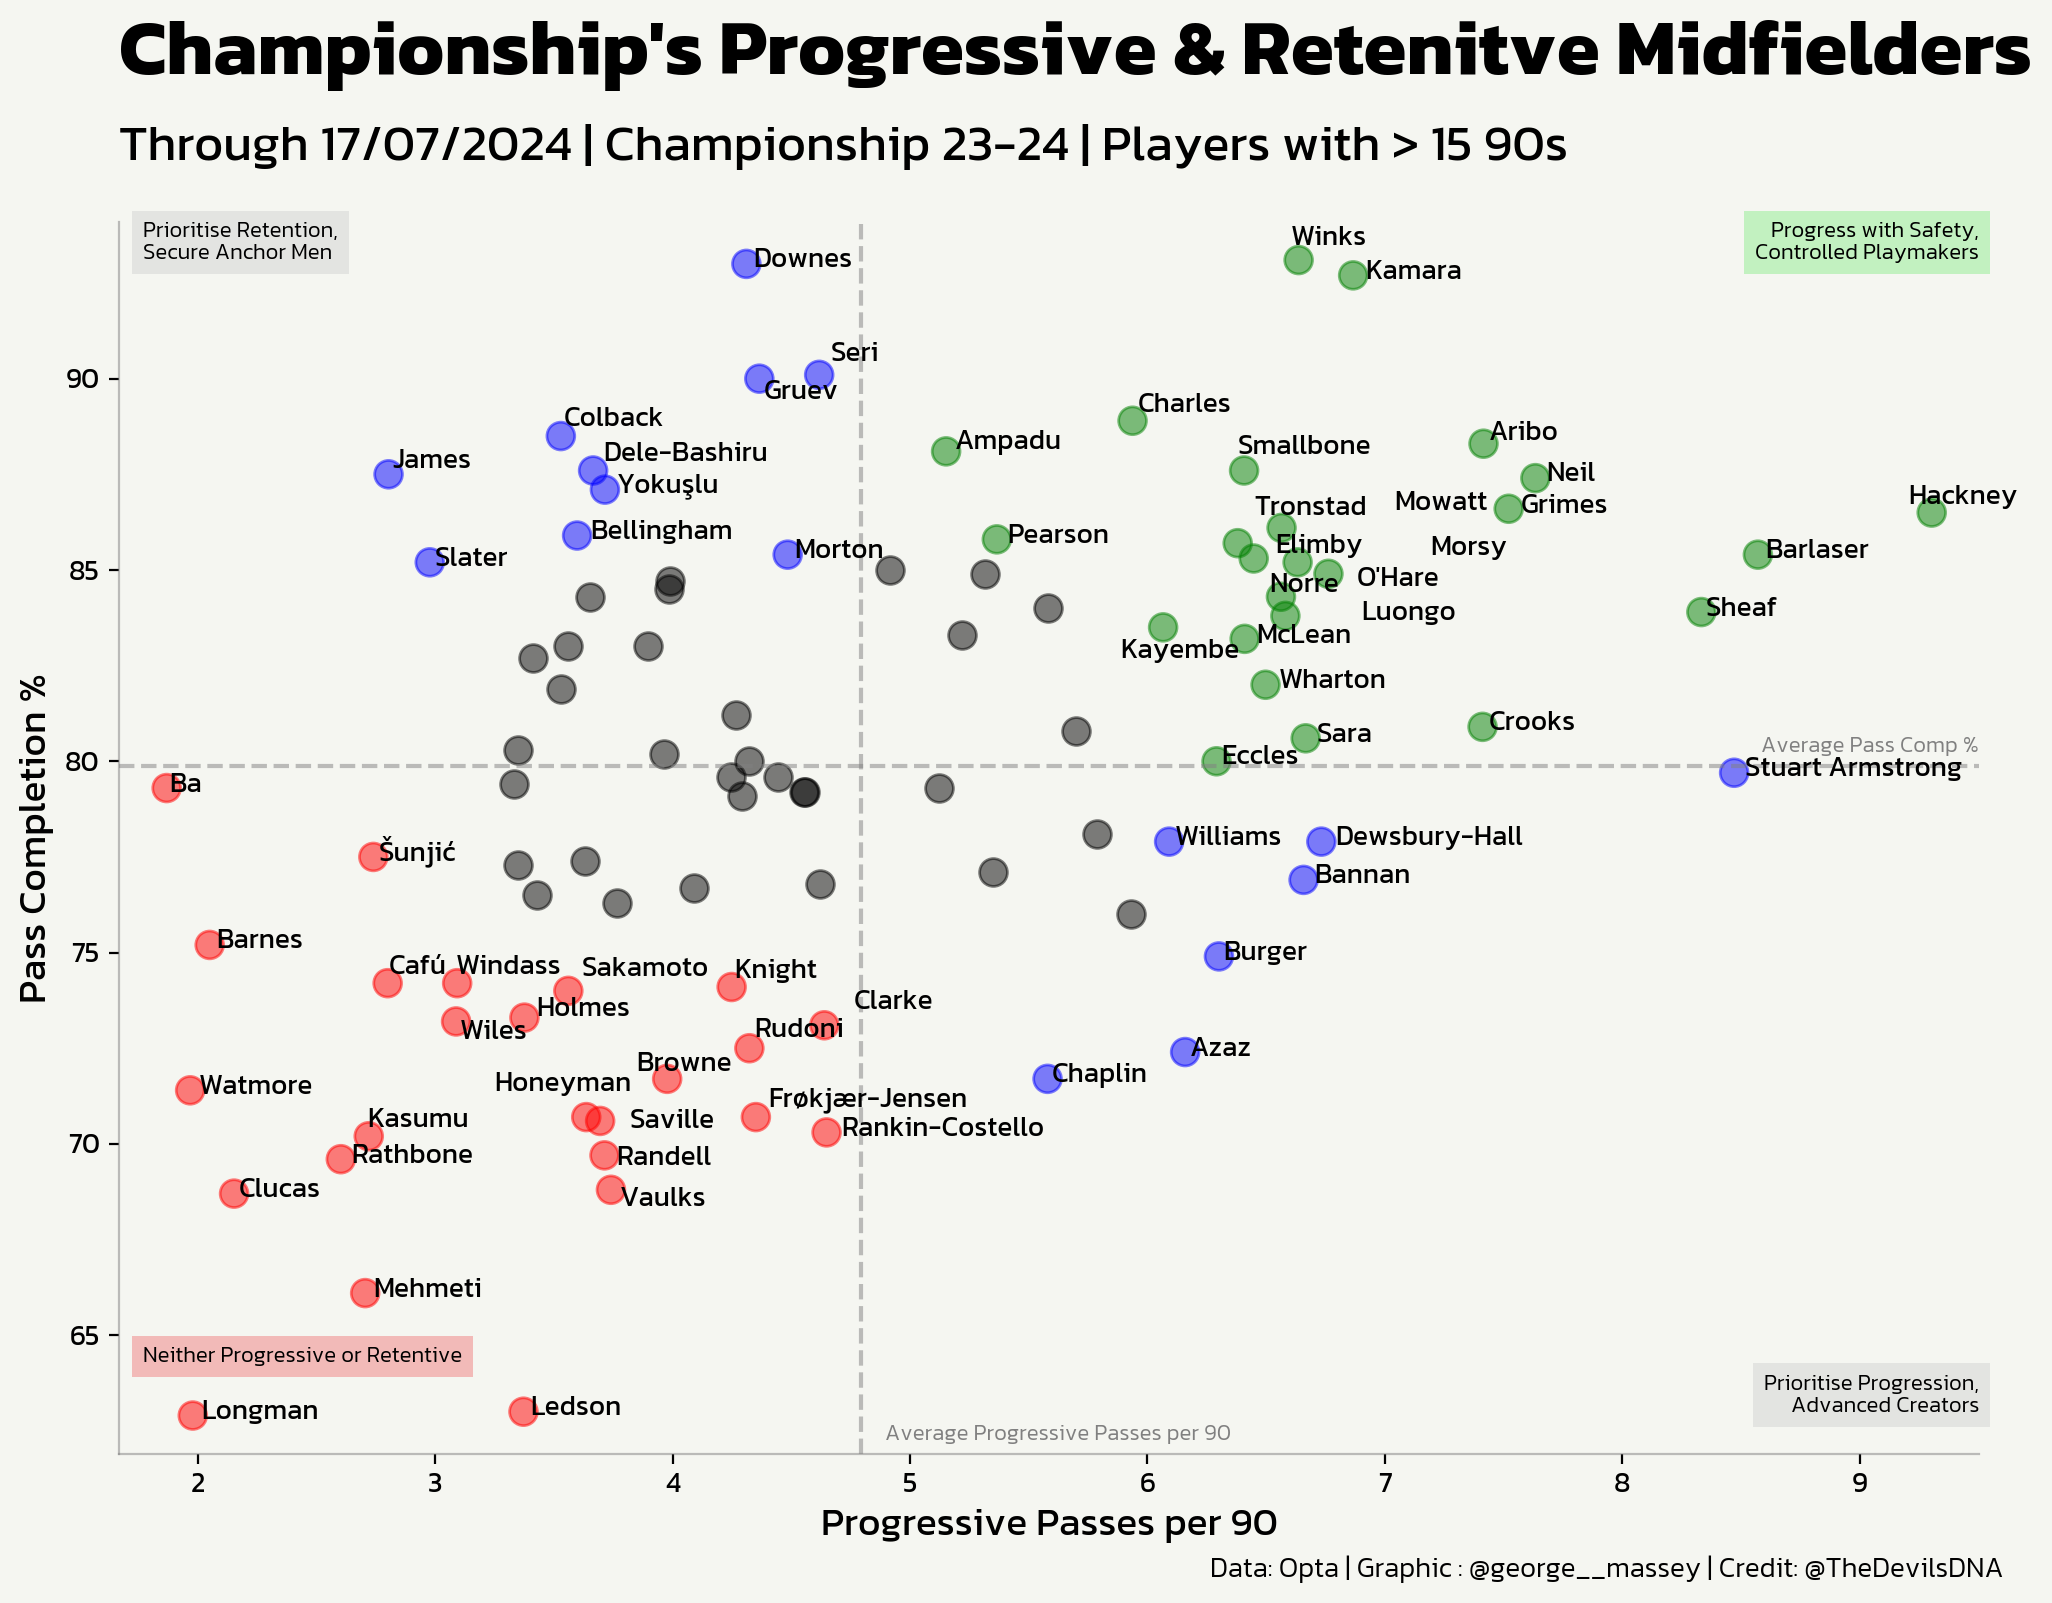 Championship's Progressive & Retenitve Midfielders
Through 17/07/2024 | Championship 23-24 | Players with > 15 90s
Prioritise Retention,
Secure Anchor Men
Progress with Safety,
Controlled Playmakers
Winks
Downes
Kamara
Seri
Gruev
90
Charles
Colback
Aribo
Ampadu
Smallbone
Dele-Bashiru
James
Neil
Yokuşlu
Hackney
Mowatt
Grimes
Tronstad
Bellingham
Pearson
Elimby
Morsy
Morton
Barlaser
Slater
85
O'Hare
Norre
Sheaf
Luongo
McLean
Kayembe
Wharton
Crooks
Sara
Average Pass Comp %
Eccles
80
Stuart Armstrong
Ba
Williams
Dewsbury-Hall
Šunjić
Bannan
Barnes
75
Burger
Cafú
Windass
Sakamoto
Knight
Clarke
Holmes
Wiles
Rudoni
Azaz
Browne
Chaplin
Honeyman
Watmore
Frøkjær-Jensen
Kasumu
Saville
Rankin-Costello
70
Rathbone
Randell
Clucas
Vaulks
Mehmeti
65
Neither Progressive or Retentive
Prioritise Progression,
Advanced Creators
Longman
Ledson
Average Progressive Passes per 90
Pass Completion %
2
3
4
5
6
7
8
9
Progressive Passes per 90
Data: Opta | Graphic : @george__massey | Credit: @TheDevilsDNA